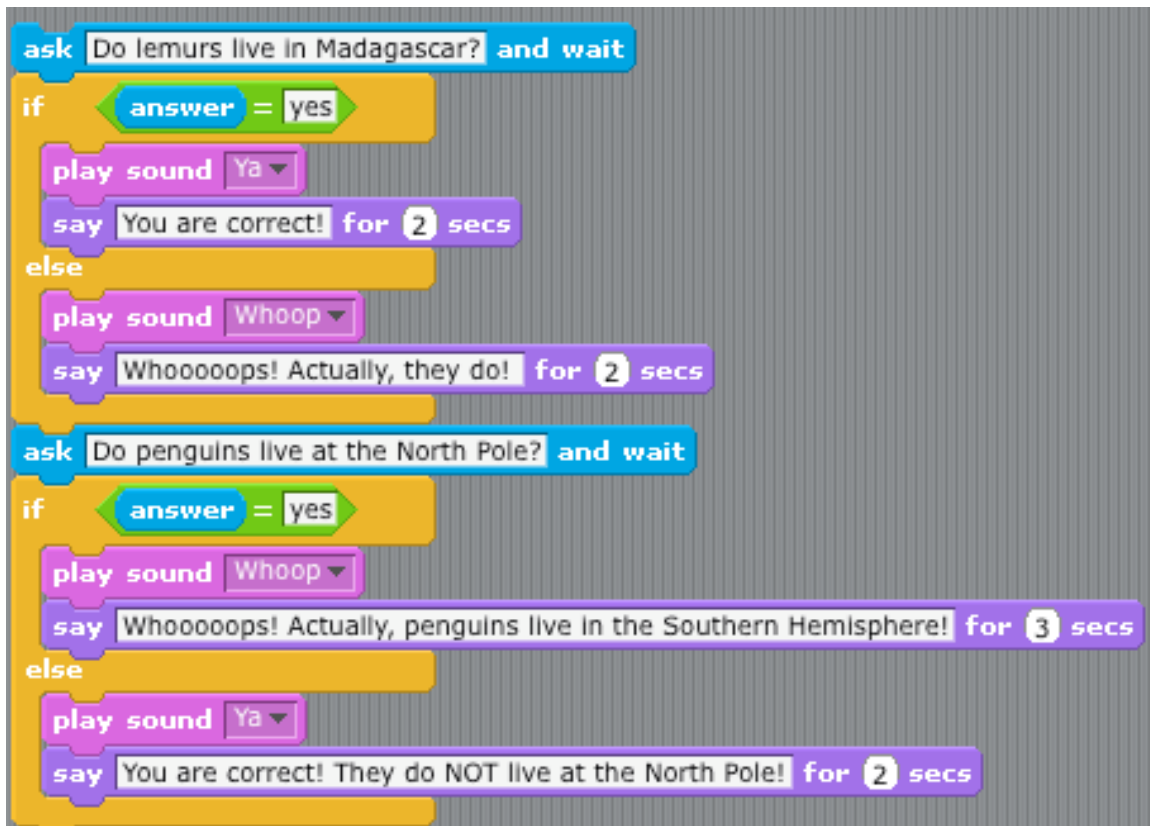 ask Do lemurs live in Madagascar? and wait
if answer = yes
play sound Ya
say You are correct! for 2 secs
else
play sound Whoop
say Whooooops! Actually, they do! for 2 secs
ask Do penguins live at the North Pole? and wait
if answer = yes
play sound Whoop
say Whooooops! Actually, penguins live in the Southern Hemisphere! for 3 secs
else
play sound Ya
say You are correct! They do NOT live at the North Pole! for 2 secs